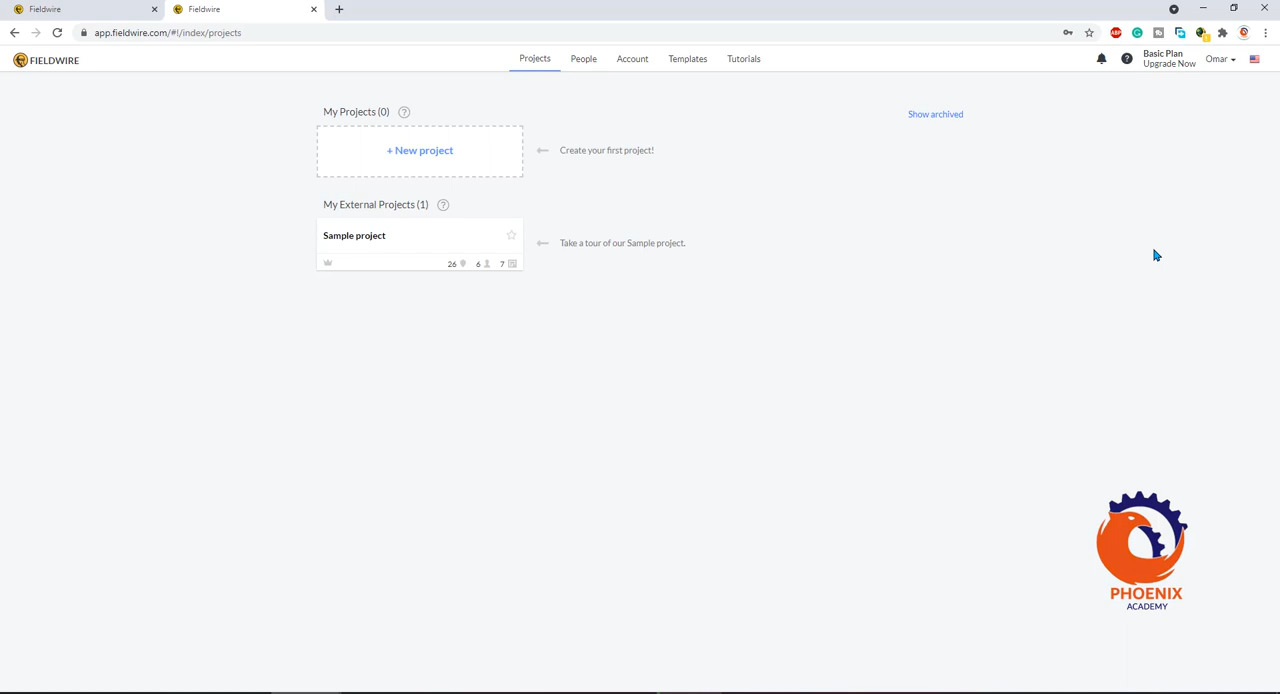 Fieldwire
Fieldwire
app.fieldwire.com/#!/index/projects
ABP
FIELDWIRE
Projects
People
Account
Templates
Tutorials
Basic Plan
Upgrade Now
Omar
My Projects (0)
Show archived
+ New project
Create your first project!
My External Projects (1)
Sample project
Take a tour of our Sample project.
26
6
7
PHOENIX
ACADEMY